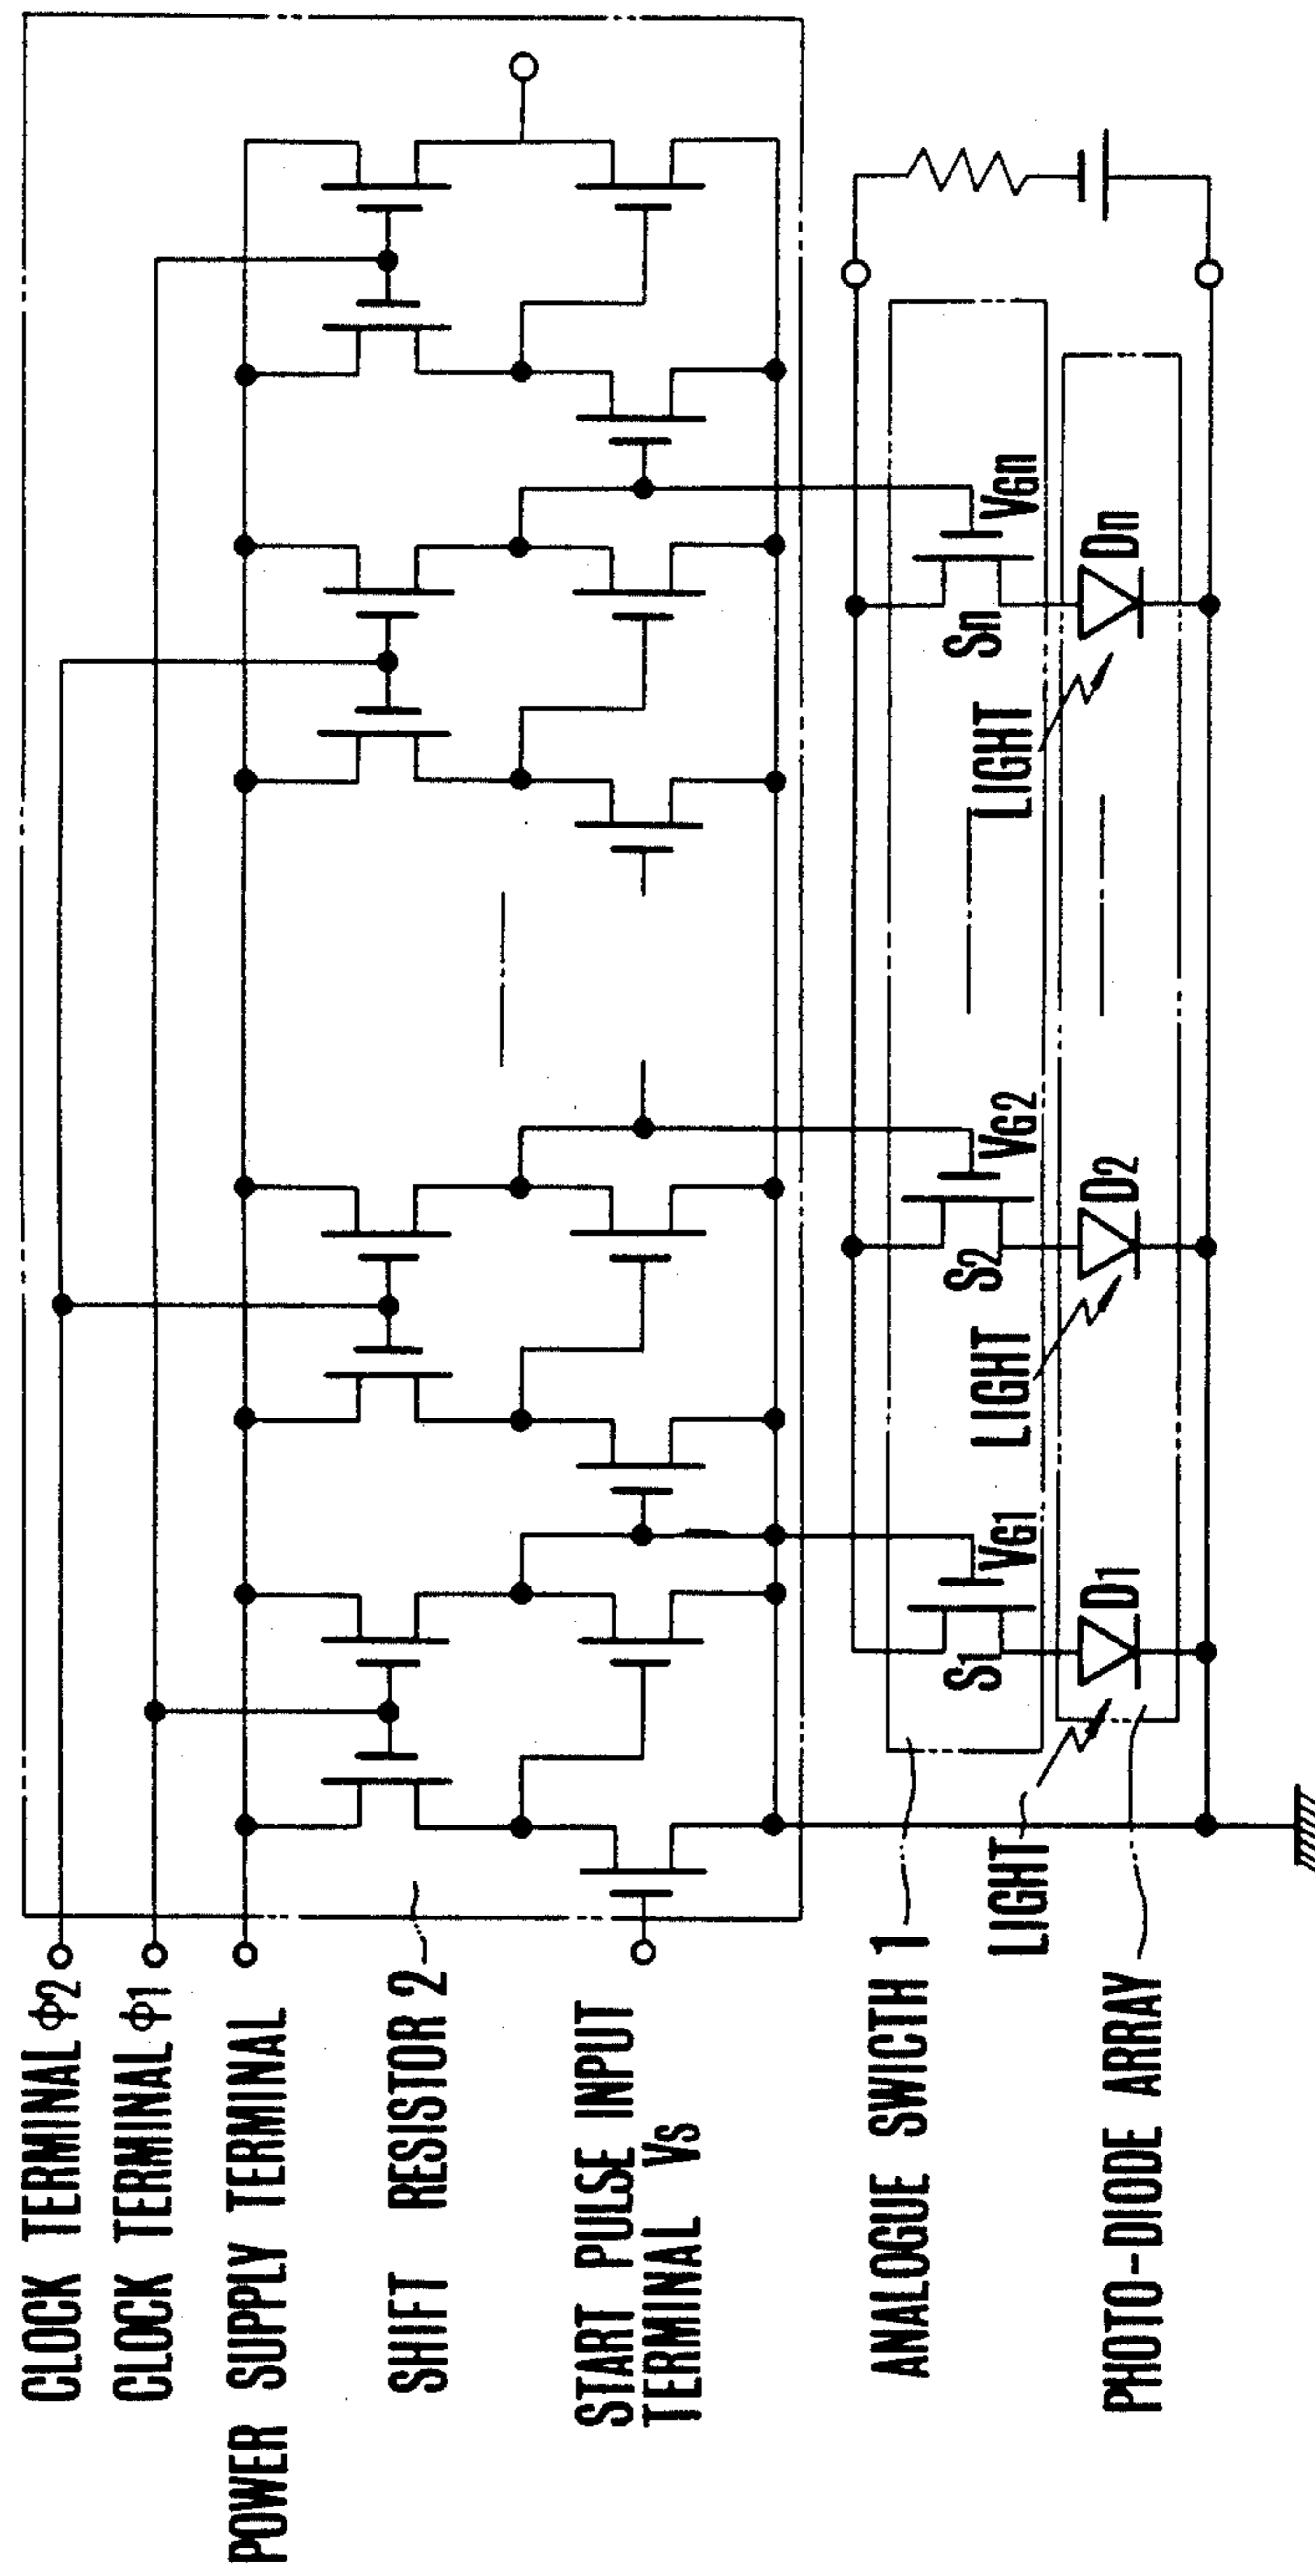 CLOCK TERMINAL ϕ2
CLOCK TERMINAL ϕ1
POWER SUPPLY TERMINAL
SHIFT RESISTOR 2
START PULSE INPUT
TERMINAL VS
ANALOGUE SWICTH 1
LIGHT
PHOTO-DIODE ARRAY
S1
VG1
D1
LIGHT
S2
VG2
D2
LIGHT
Sn
VGn
Dn